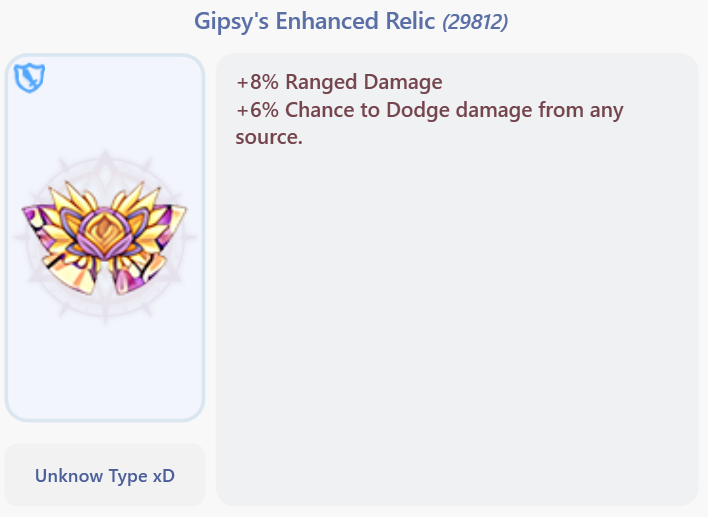 Gipsy's Enhanced Relic (29812)
+8% Ranged Damage
+6% Chance to Dodge damage from any
source.
Unknow Type xD